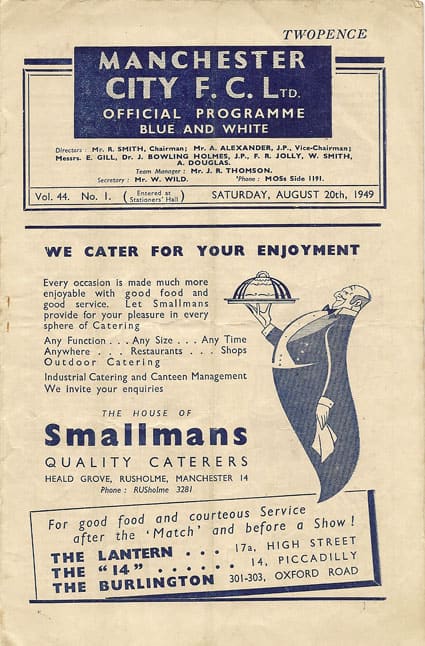 TWOPENCE
MANCHESTER
CITY F.C. LTD.
OFFICIAL PROGRAMME
BLUE AND WHITE
Directors : Mr. R. SMITH, Chairman; Mr. A. ALEXANDER, J.P., Vice-Chairman;
Messrs. E. GILL, Dr. J. BOWLING HOLMES, J.P., F. R. JOLLY, W. SMITH,
A. DOUGLAS.
Team Manager : Mr. J. R. THOMSON.
Secretary : Mr. W. WILD. 'Phone : MOSs Side 1191.
Vol. 44. No. 1. (Entered at Stationers' Hall) SATURDAY, AUGUST 20th, 1949
WE CATER FOR YOUR ENJOYMENT
Every occasion is made much more
enjoyable with good food and
good service. Let Smallmans
provide for your pleasure in every
sphere of Catering
Any Function . . . Any Size . . . Any Time
Anywhere . . . Restaurants . . . Shops
Outdoor Catering
Industrial Catering and Canteen Management
We invite your enquiries
THE HOUSE OF
Smallmans
QUALITY CATERERS
HEALD GROVE, RUSHOLME, MANCHESTER 14
Phone : RUSholme 3281
For good food and courteous Service
after the 'Match' and before a Show!
THE LANTERN . . . 17a, HIGH STREET
THE "14" . . . . . . 14, PICCADILLY
THE BURLINGTON 301-303, OXFORD ROAD